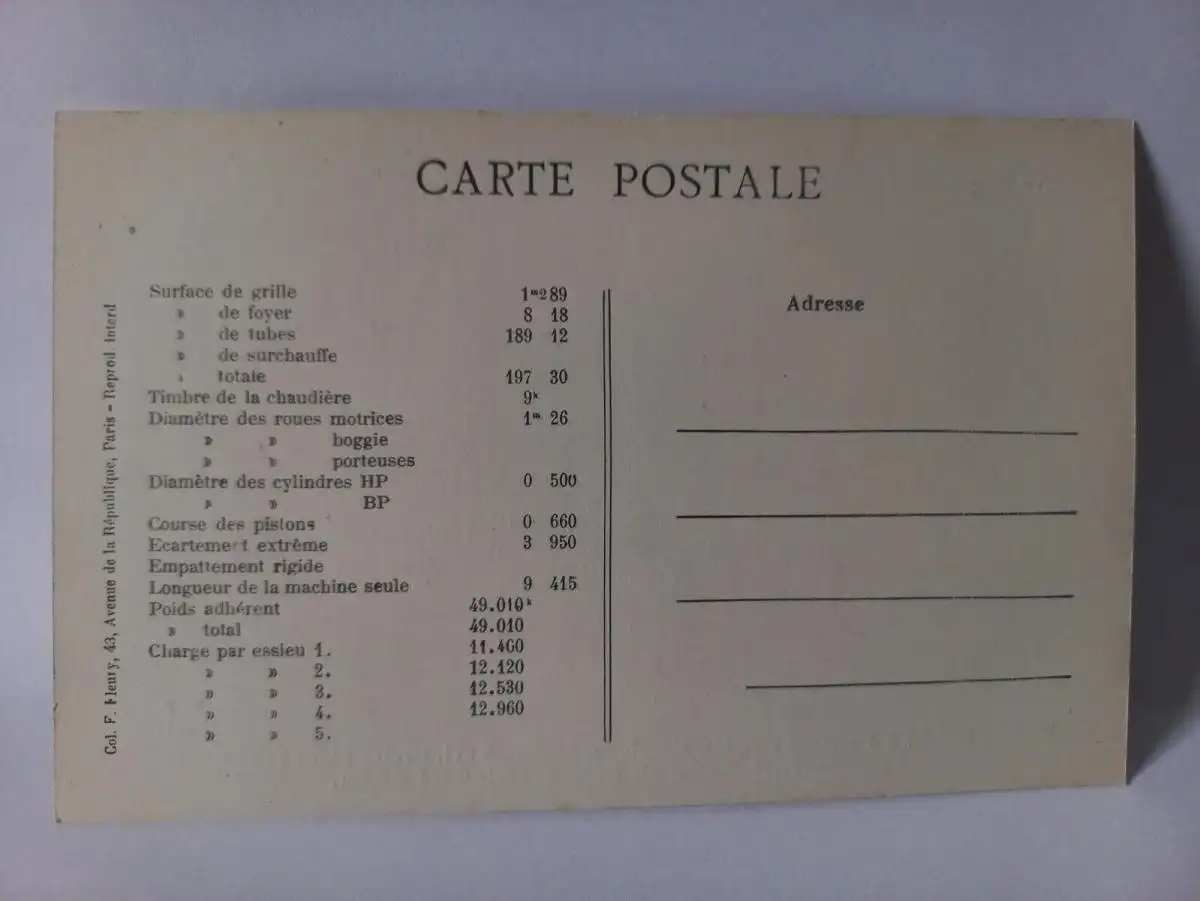 CARTE POSTALE
Col. F. Fleury, 43, Avenue de la République, Paris - Reprod interd
Surface de grille 1m289
» de foyer 8 18
» de tubes 189 12
» de surchauffe
» totale 197 30
Timbre de la chaudière 9k
Diamètre des roues motrices 1m 26
» » boggie
» » porteuses
Diamètre des cylindres HP 0 500
» » BP
Course des pistons 0 660
Ecartement extrême 3 950
Empattement rigide
Longueur de la machine seule 9 415
Poids adhérent 49.010k
» total 49.010
Charge par essieu 1. 11.460
» » 2. 12.120
» » 3. 12.530
» » 4. 12.960
» » 5.
Adresse